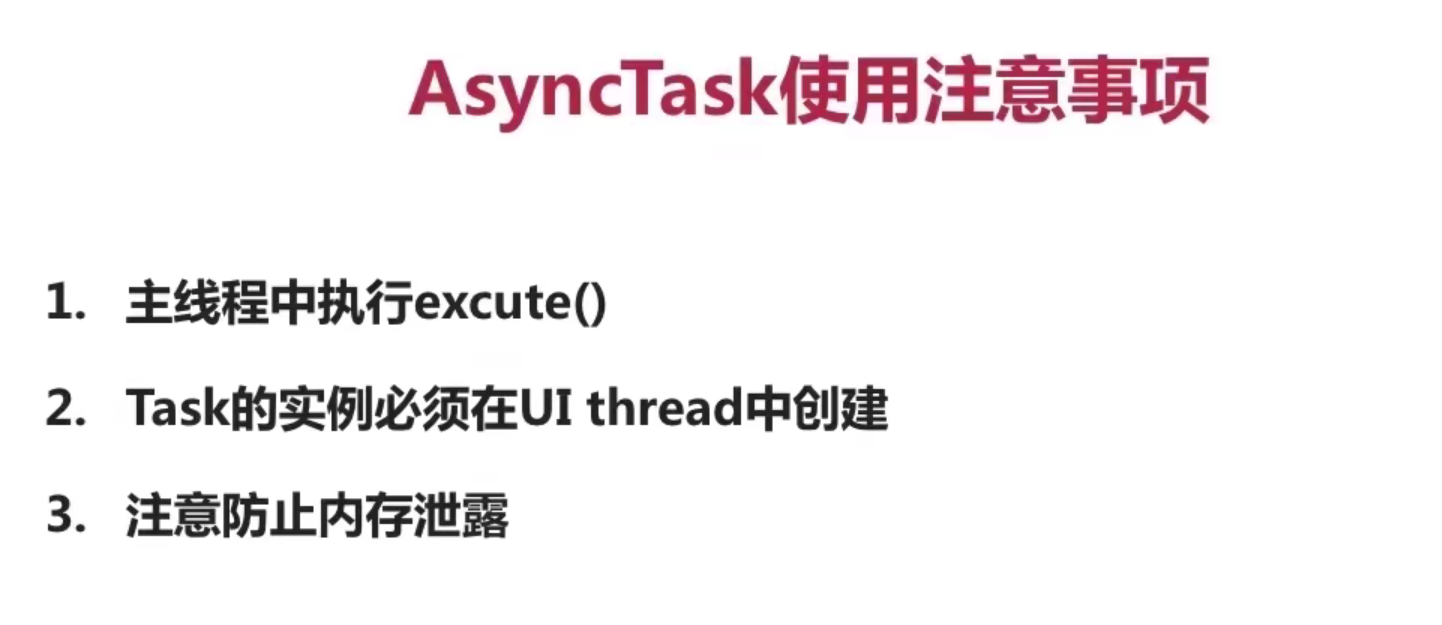 AsyncTask使用注意事项
1. 主线程中执行excute()
2. Task的实例必须在UI thread中创建
3. 注意防止内存泄露